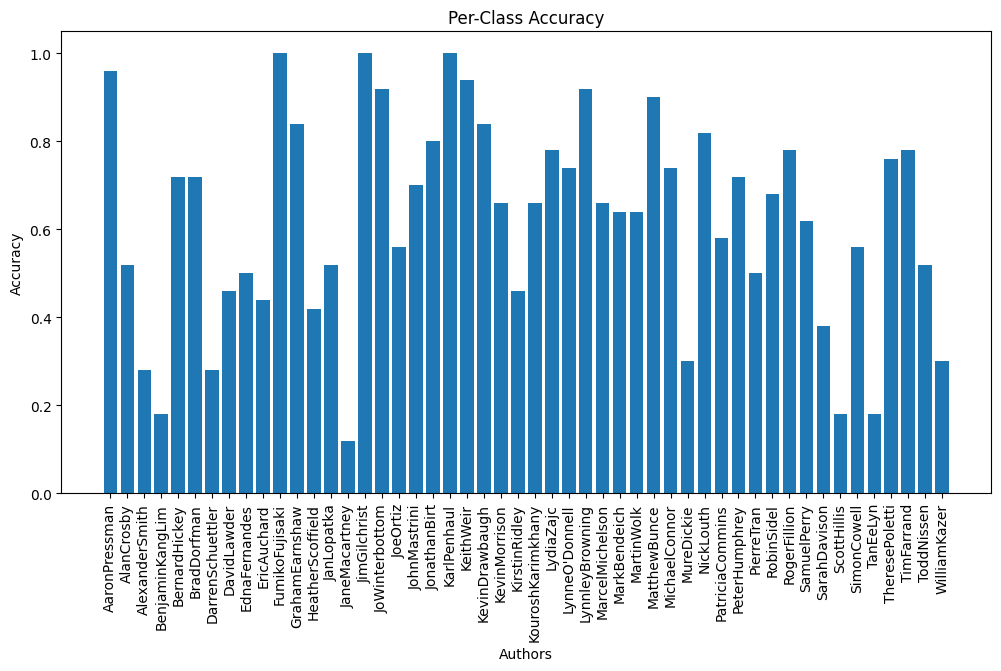 Per-Class Accuracy
Accuracy
1.0
0.8
0.6
0.4
0.2
0.0
AaronPressman
AlanCrosby
AlexanderSmith
BenjaminKangLim
BernardHickey
BradDorfman
DarrenSchuettler
DavidLawder
EdnaFernandes
EricAuchard
FumikoFujisaki
GrahamEarnshaw
HeatherScoffield
JanLopatka
JaneMacartney
JimGilchrist
JoWinterbottom
JoeOrtiz
JohnMastrini
JonathanBirt
KarlPenhaul
KeithWeir
KevinDrawbaugh
KevinMorrison
KirstinRidley
KouroshKarimkhany
LydiaZajc
LynneO'Donnell
LynnleyBrowning
MarcelMichelson
MarkBendeich
MartinWolk
MatthewBunce
MichaelConnor
MureDickie
NickLouth
PatriciaCommins
PeterHumphrey
PierreTran
RobinSidel
RogerFillion
SamuelPerry
SarahDavison
ScottHillis
SimonCowell
TanEeLyn
TheresePoletti
TimFarrand
ToddNissen
WilliamKazer
Authors